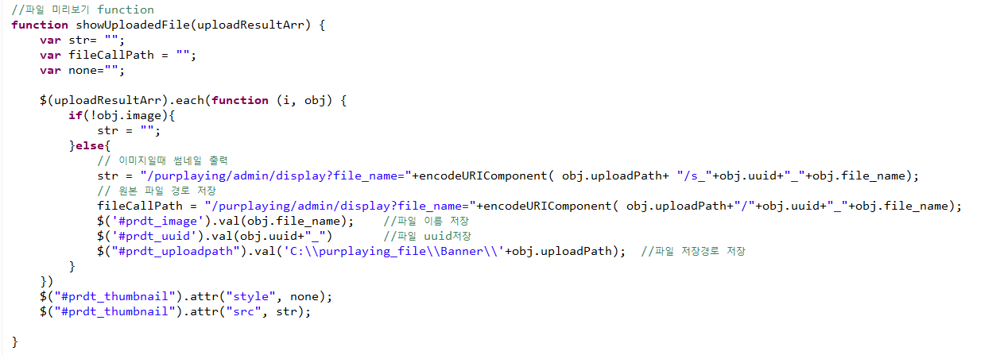 //파일 미리보기 function
function showUploadedFile(uploadResultArr) {
    var str= "";
    var fileCallPath = "";
    var none="";

    $(uploadResultArr).each(function (i, obj) {
        if(!obj.image){
            str = "";
        }else{
            // 이미지일때 썸네일 출력
            str = "/purplaying/admin/display?file_name="+encodeURIComponent( obj.uploadPath+ "/s_"+obj.uuid+"_"+obj.file_name);
            // 원본 파일 경로 저장
            fileCallPath = "/purplaying/admin/display?file_name="+encodeURIComponent( obj.uploadPath+"/"+obj.uuid+"_"+obj.file_name);
            $('#prdt_image').val(obj.file_name);    //파일 이름 저장
            $('#prdt_uuid').val(obj.uuid+"_")       //파일 uuid저장
            $("#prdt_uploadpath").val('C:\\purplaying_file\\Banner\\'+obj.uploadPath);  //파일 저장경로 저장
        }
    })
    $("#prdt_thumbnail").attr("style", none);
    $("#prdt_thumbnail").attr("src", str);

}